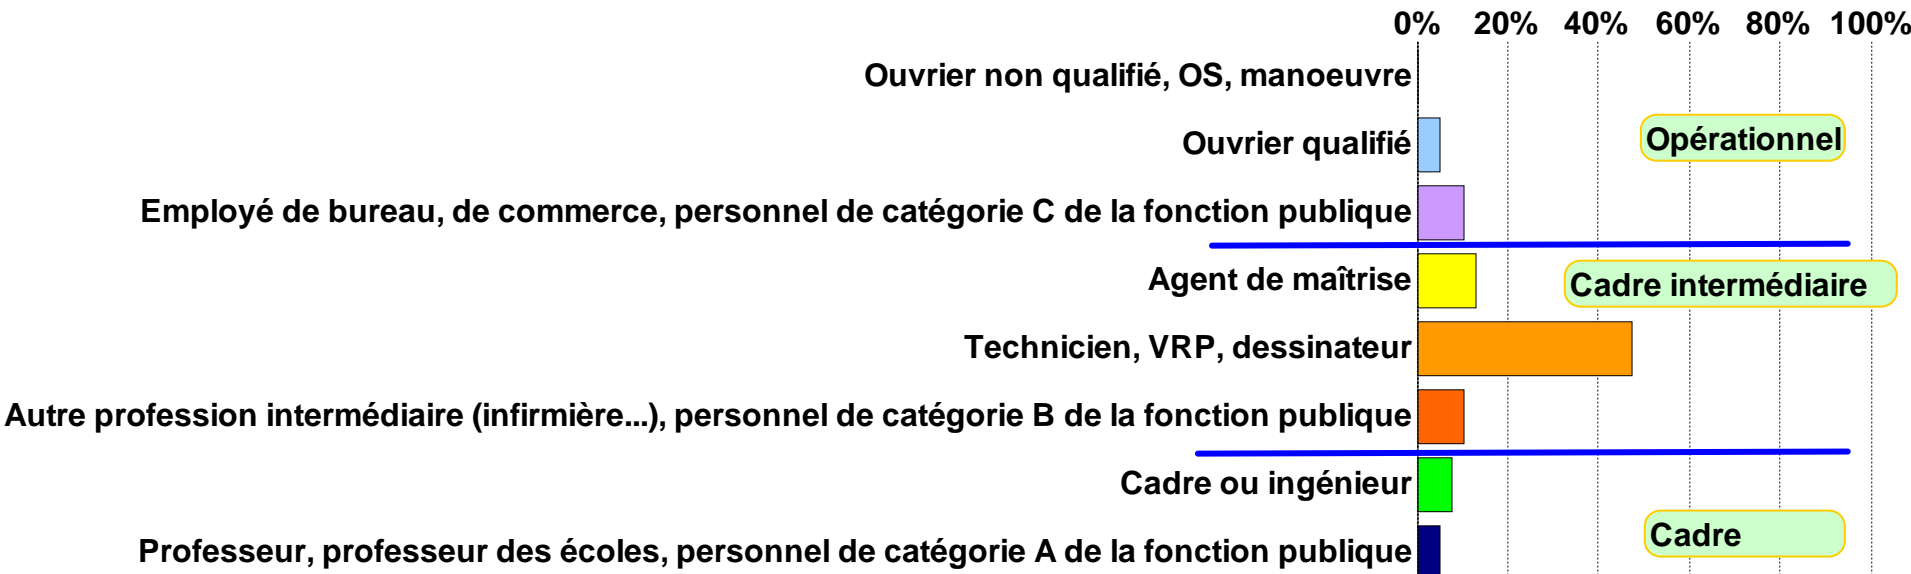 0% 20% 40% 60% 80% 100%
Ouvrier non qualifié, OS, manoeuvre
Ouvrier qualifié
Opérationnel
Employé de bureau, de commerce, personnel de catégorie C de la fonction publique
Agent de maîtrise
Cadre intermédiaire
Technicien, VRP, dessinateur
Autre profession intermédiaire (infirmière...), personnel de catégorie B de la fonction publique
Cadre ou ingénieur
Cadre
Professeur, professeur des écoles, personnel de catégorie A de la fonction publique